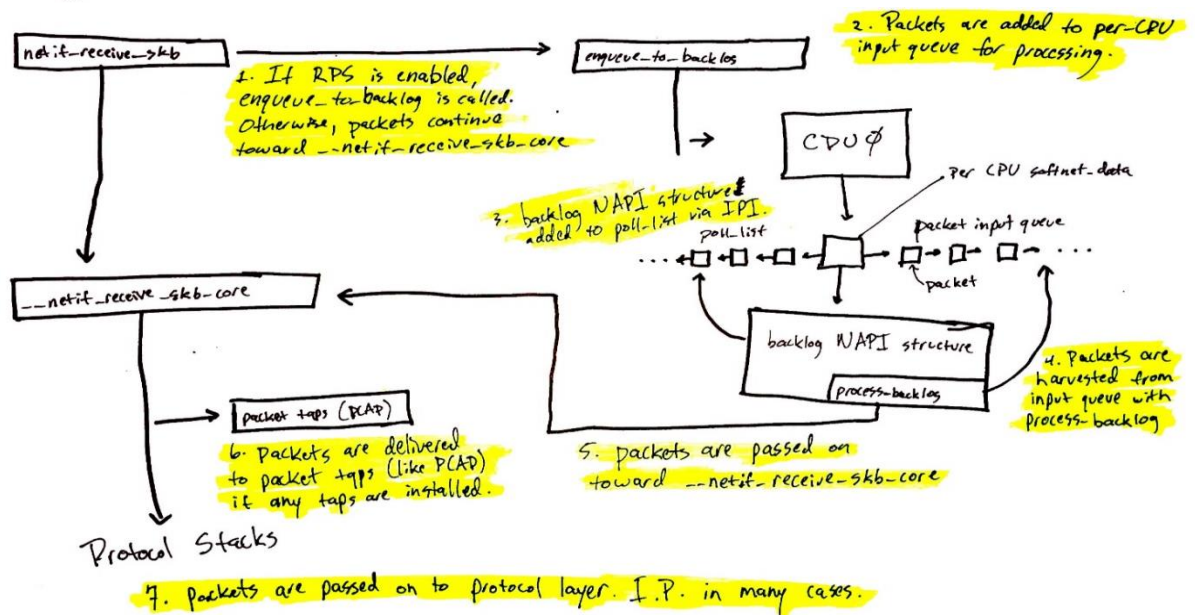 netif_receive_skb
enqueue_to_backlog
2. Packets are added to per-CPU
input queue for processing.
1. If RPS is enabled,
enqueue_to_backlog is called.
Otherwise, packets continue
toward __netif_receive_skb_core
CPU 0
per CPU softnet_data
3. backlog NAPI structure
added to poll_list via IPI.
poll_list
packet input queue
packet
__netif_receive_skb_core
backlog NAPI structure
process_backlog
4. Packets are
harvested from
input queue with
process_backlog
packet taps (PCAP)
6. Packets are delivered
to packet taps (like PCAP)
if any taps are installed.
5. packets are passed on
toward __netif_receive_skb_core
Protocol Stacks
7. packets are passed on to protocol layer. I.P. in many cases.